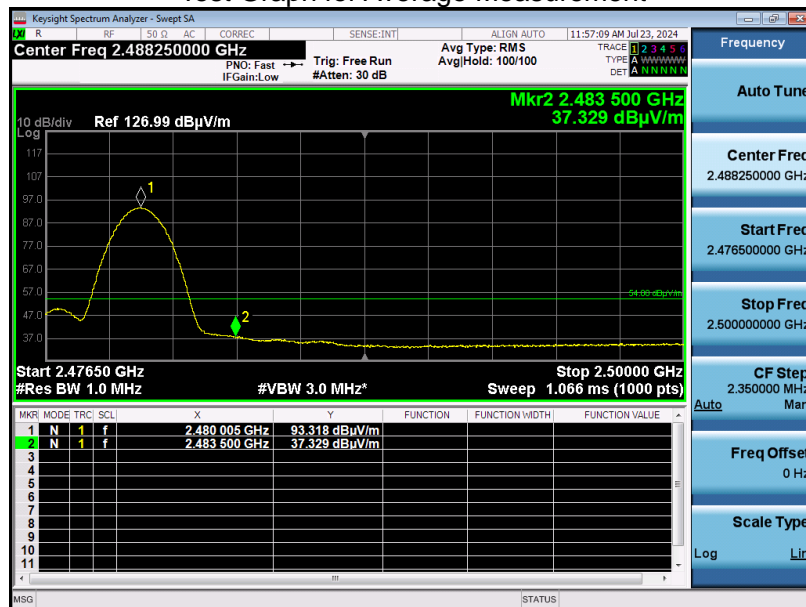 Keysight Spectrum Analyzer - Swept SA
R RF 50 Ω AC CORREC SENSE:INT ALIGN AUTO 11:57:09 AM Jul 23, 2024
Center Freq 2.488250000 GHz
PNO: Fast
IFGain:Low
Trig: Free Run
#Atten: 30 dB
Avg Type: RMS
Avg|Hold: 100/100
TRACE 1 2 3 4 5 6
TYPE A WWWWW
DET A N N N N N
Mkr2 2.483 500 GHz
37.329 dBµV/m
10 dB/div Ref 126.99 dBµV/m
Log
117
107
97.0
87.0
77.0
67.0
57.0
47.0
37.0
1
2
54.00 dBµV/m
Start 2.47650 GHz Stop 2.50000 GHz
#Res BW 1.0 MHz #VBW 3.0 MHz* Sweep 1.066 ms (1000 pts)
MKR MODE TRC SCL X Y FUNCTION FUNCTION WIDTH FUNCTION VALUE
1 N 1 f 2.480 005 GHz 93.318 dBµV/m
2 N 1 f 2.483 500 GHz 37.329 dBµV/m
3
4
5
6
7
8
9
10
11
MSG STATUS
Frequency
Auto Tune
Center Freq
2.488250000 GHz
Start Freq
2.476500000 GHz
Stop Freq
2.500000000 GHz
CF Step
2.350000 MHz
Auto Man
Freq Offset
0 Hz
Scale Type
Log Lin